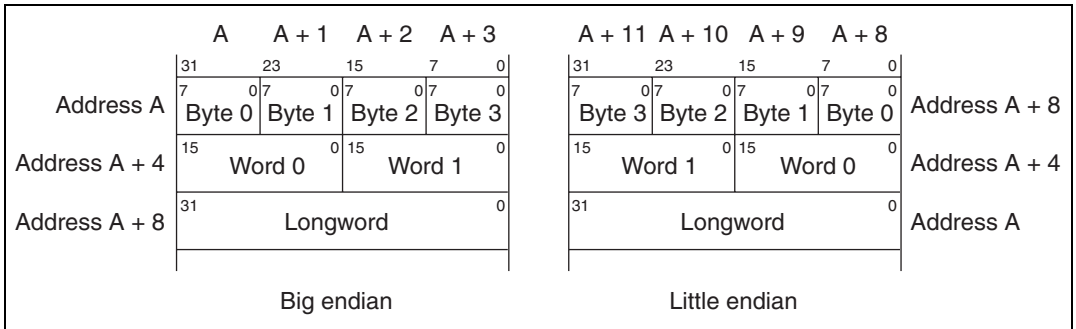 A A + 1 A + 2 A + 3 A + 11 A + 10 A + 9 A + 8
31 23 15 7 0 31 23 15 7 0
7 0 7 0 7 0 7 0 7 0 7 0 7 0 7 0
Address A Byte 0 Byte 1 Byte 2 Byte 3 Byte 3 Byte 2 Byte 1 Byte 0 Address A + 8
15 0 15 0 15 0 15 0
Address A + 4 Word 0 Word 1 Word 1 Word 0 Address A + 4
31 0 31 0
Address A + 8 Longword Longword Address A
Big endian Little endian